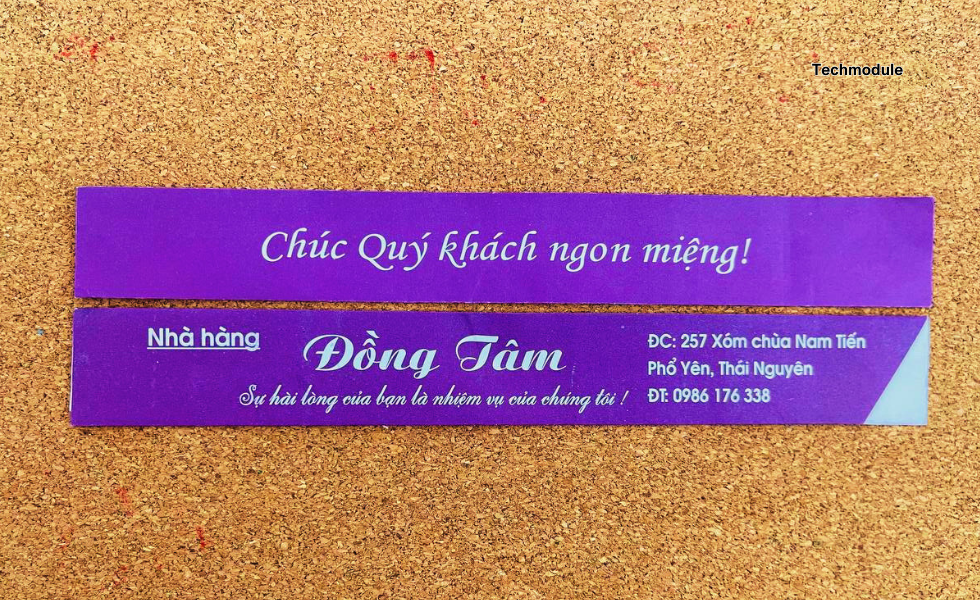 Techmodule
Chúc Quý khách ngon miệng!
Nhà hàng
Đồng Tâm
Sự hài lòng của bạn là nhiệm vụ của chúng tôi !
ĐC: 257 Xóm chùa Nam Tiến
Phổ Yên, Thái Nguyên
ĐT: 0986 176 338